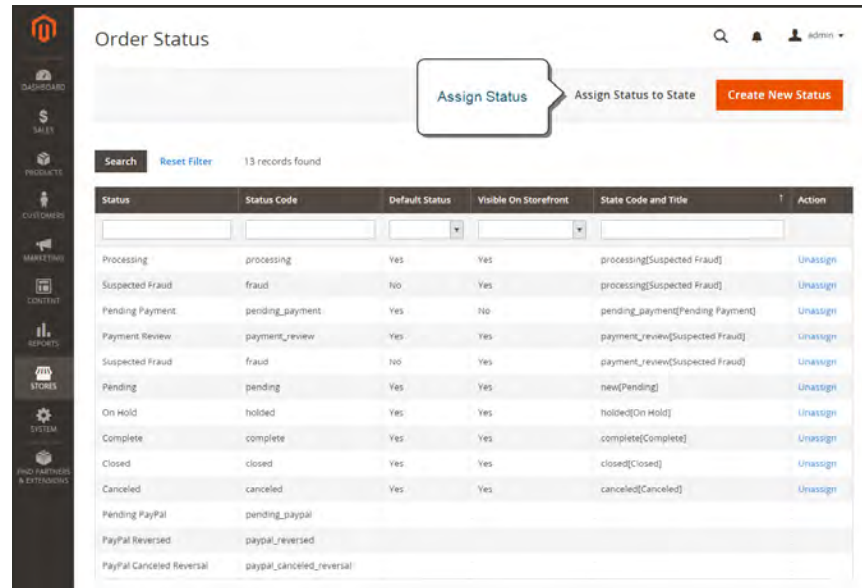 Order Status
admin
DASHBOARD
SALES
PRODUCTS
CUSTOMERS
MARKETING
CONTENT
REPORTS
STORES
SYSTEM
FIND PARTNERS
& EXTENSIONS
Assign Status
Assign Status to State
Create New Status
Search Reset Filter 13 records found
Status Status Code Default Status Visible On Storefront State Code and Title ↑ Action
Processing processing Yes Yes processing[Suspected Fraud] Unassign
Suspected Fraud fraud No Yes processing[Suspected Fraud] Unassign
Pending Payment pending_payment Yes No pending_payment[Pending Payment] Unassign
Payment Review payment_review Yes Yes payment_review[Suspected Fraud] Unassign
Suspected Fraud fraud No Yes payment_review[Suspected Fraud] Unassign
Pending pending Yes Yes new[Pending] Unassign
On Hold holded Yes Yes holded[On Hold] Unassign
Complete complete Yes Yes complete[Complete] Unassign
Closed closed Yes Yes closed[Closed] Unassign
Canceled canceled Yes Yes canceled[Canceled] Unassign
Pending PayPal pending_paypal
PayPal Reversed paypal_reversed
PayPal Canceled Reversal paypal_canceled_reversal